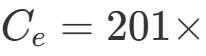 C_e = 201×